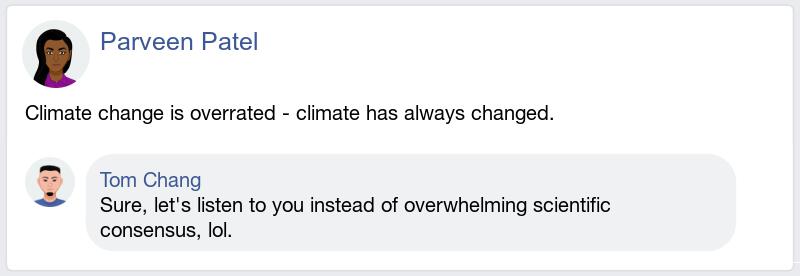 Parveen Patel
Climate change is overrated - climate has always changed.
Tom Chang
Sure, let's listen to you instead of overwhelming scientific
consensus, lol.